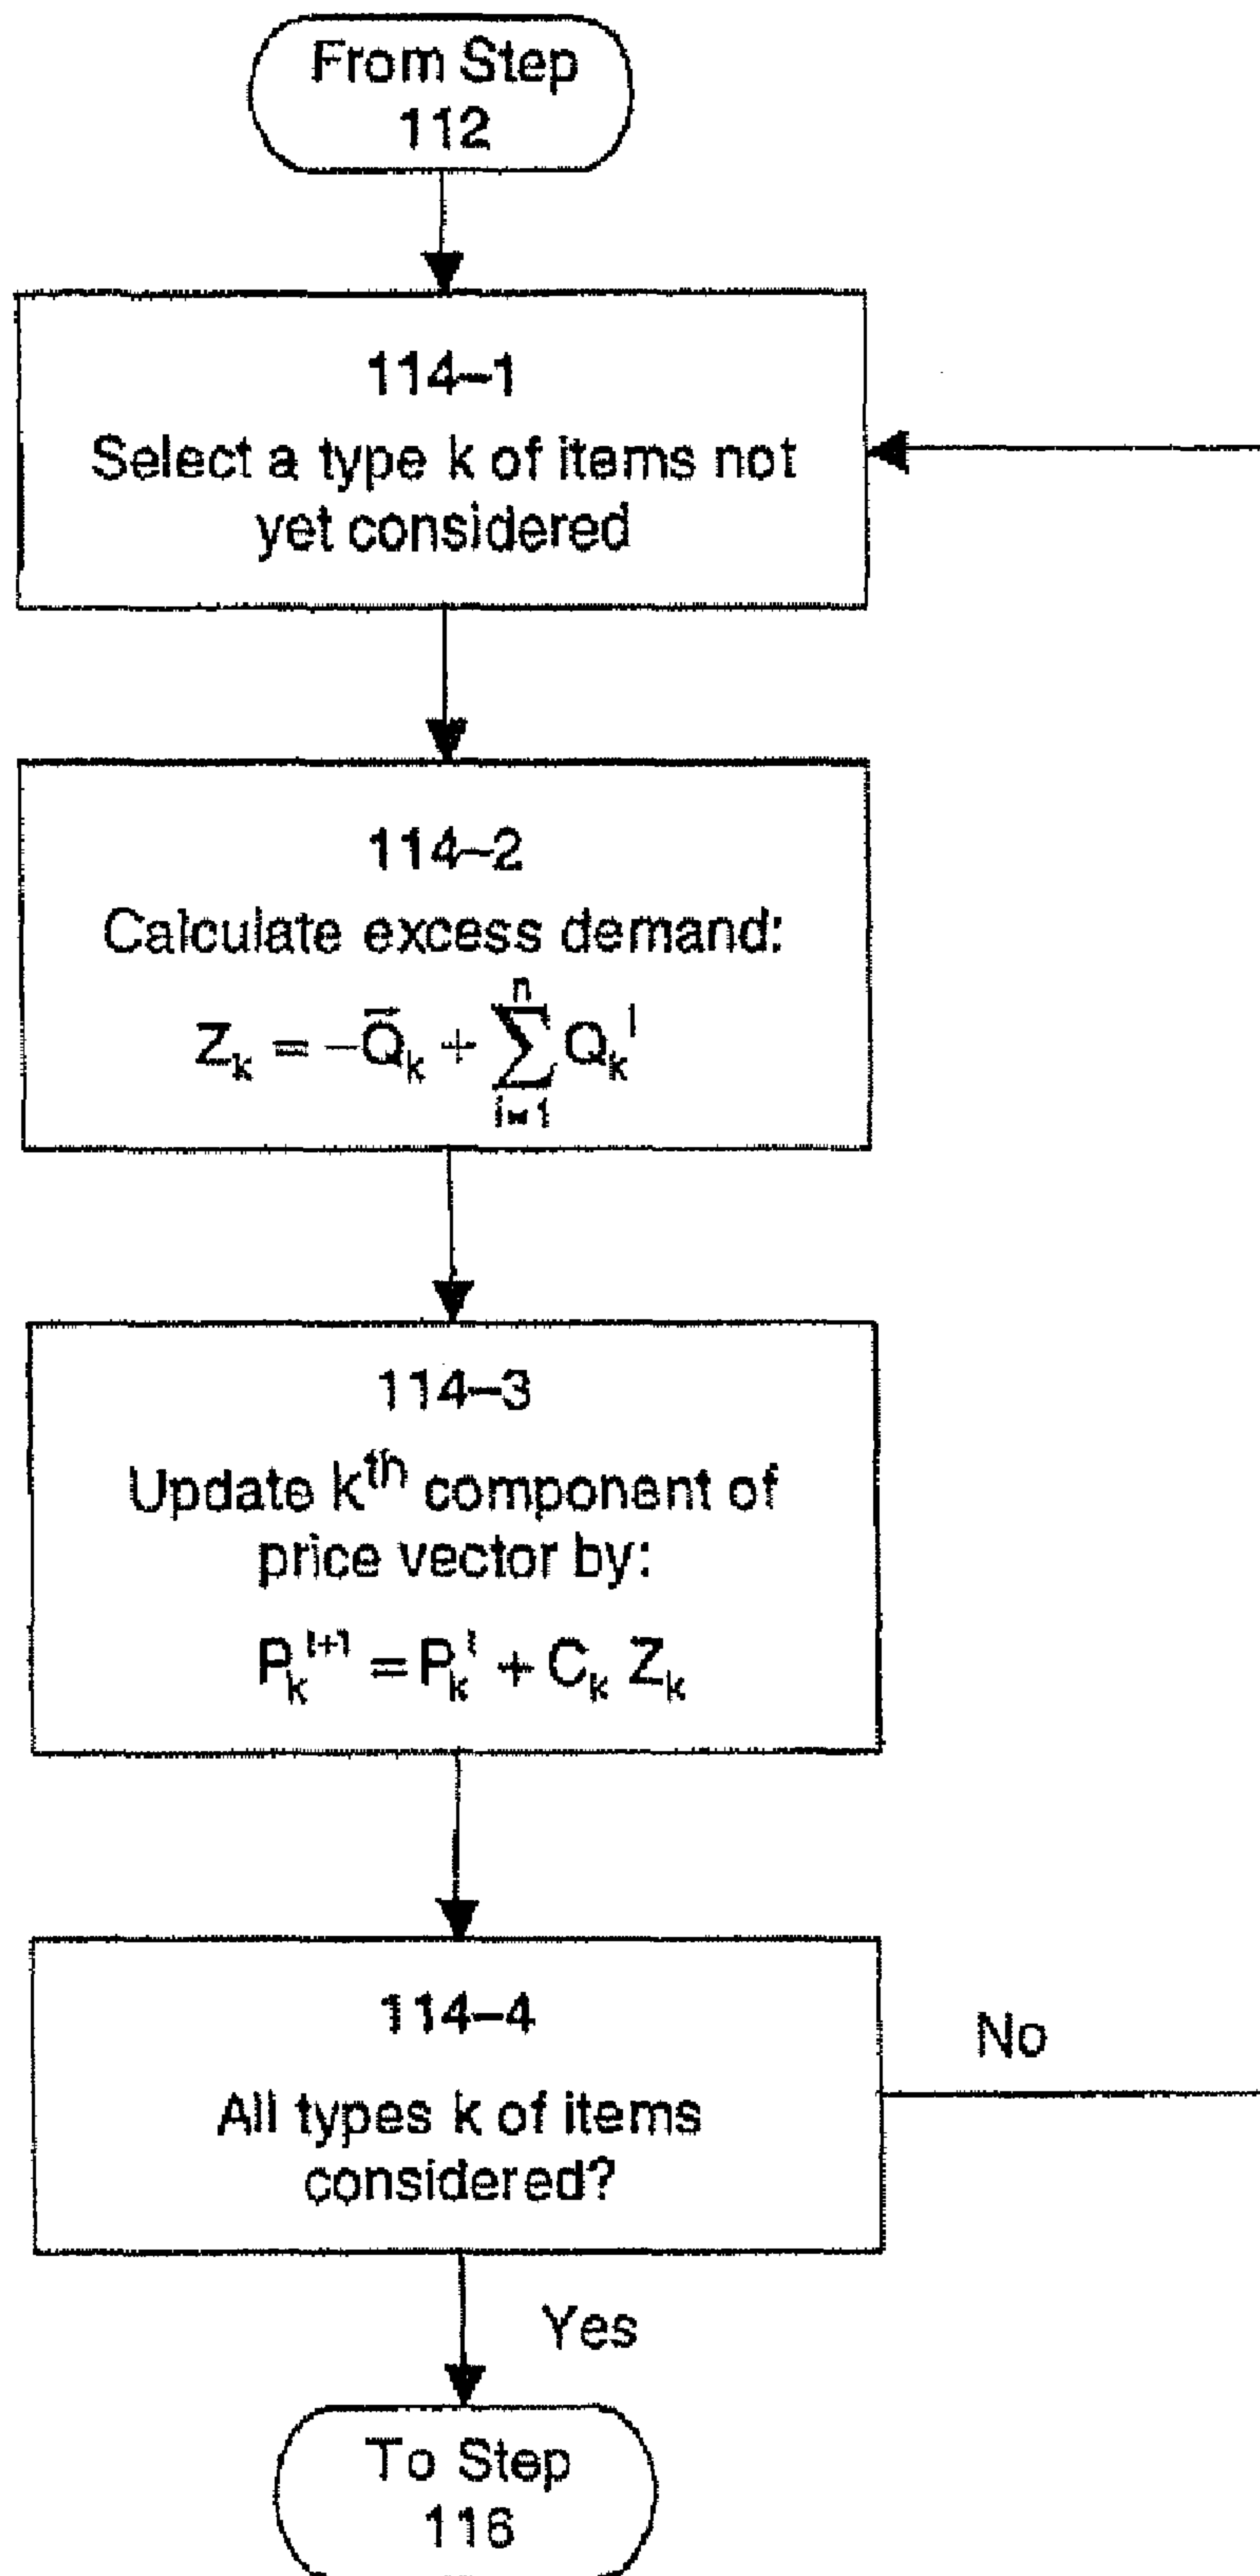 From Step
112
114–1
Select a type k of items not
yet considered
114–2
Calculate excess demand:
Z_k = −Q̄_k + ∑_{i=1}^{n} Q_k^i
114–3
Update k^th component of
price vector by:
P_k^{t+1} = P_k^t + C_k Z_k
114–4
All types k of items
considered?
No
Yes
To Step
116